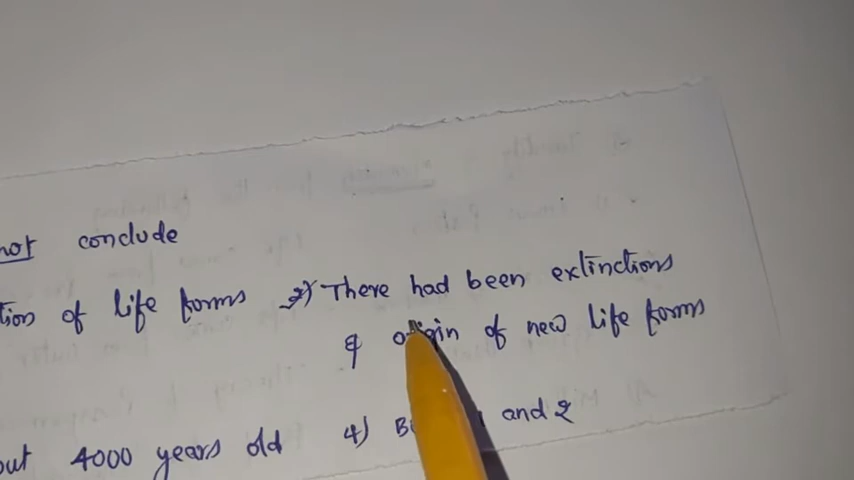 not conclude
tion of life forms 2) There had been extinctions
& origin of new life forms
out 4000 years old 4) and 2